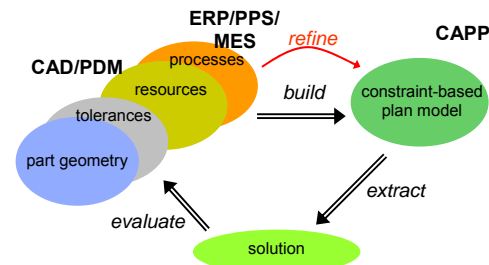 ERP/PPS/
MES
refine
CAPP
CAD/PDM
processes
resources
tolerances
part geometry
build
constraint-based
plan model
extract
evaluate
solution